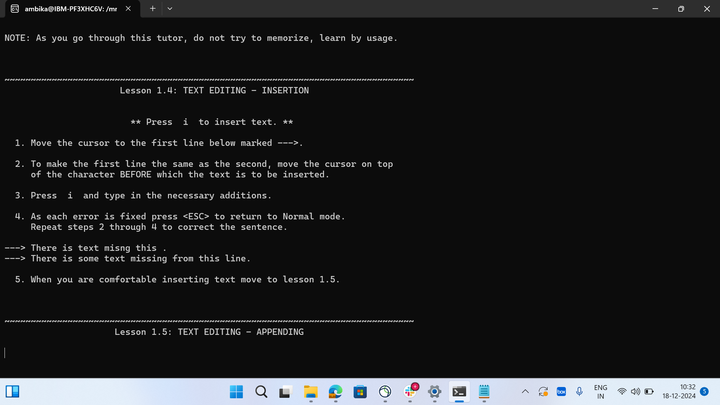 ambika@IBM-PF3XHC6V: /mn
NOTE: As you go through this tutor, do not try to memorize, learn by usage.
~~~~~~~~~~~~~~~~~~~~~~~~~~~~~~~~~~~~~~~~~~~~~~~~~~~~~~~~~~~~~~~~~~~~~~~~~~~~~~
Lesson 1.4: TEXT EDITING - INSERTION
** Press  i  to insert text. **
1. Move the cursor to the first line below marked --->.
2. To make the first line the same as the second, move the cursor on top
of the character BEFORE which the text is to be inserted.
3. Press  i  and type in the necessary additions.
4. As each error is fixed press <ESC> to return to Normal mode.
Repeat steps 2 through 4 to correct the sentence.
---> There is text misng this .
---> There is some text missing from this line.
5. When you are comfortable inserting text move to lesson 1.5.
~~~~~~~~~~~~~~~~~~~~~~~~~~~~~~~~~~~~~~~~~~~~~~~~~~~~~~~~~~~~~~~~~~~~~~~~~~~~~~
Lesson 1.5: TEXT EDITING - APPENDING
ENG
IN
10:32
18-12-2024